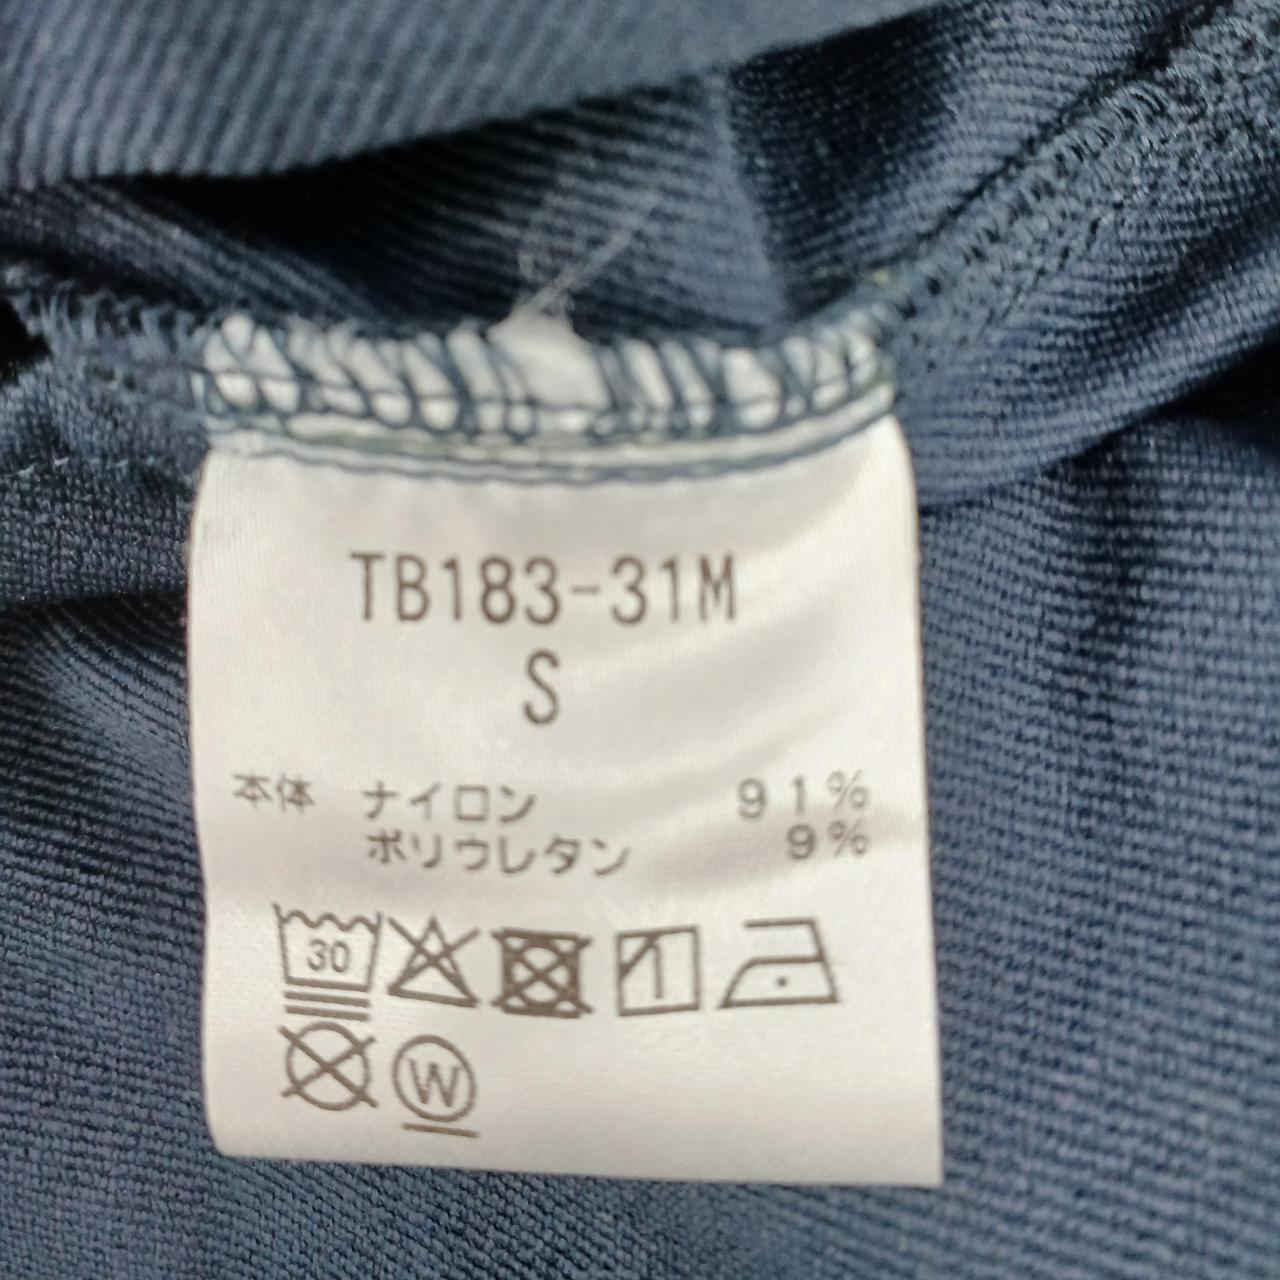 TB183-31M
S
本体 ナイロン 91%
ポリウレタン 9%
30
W